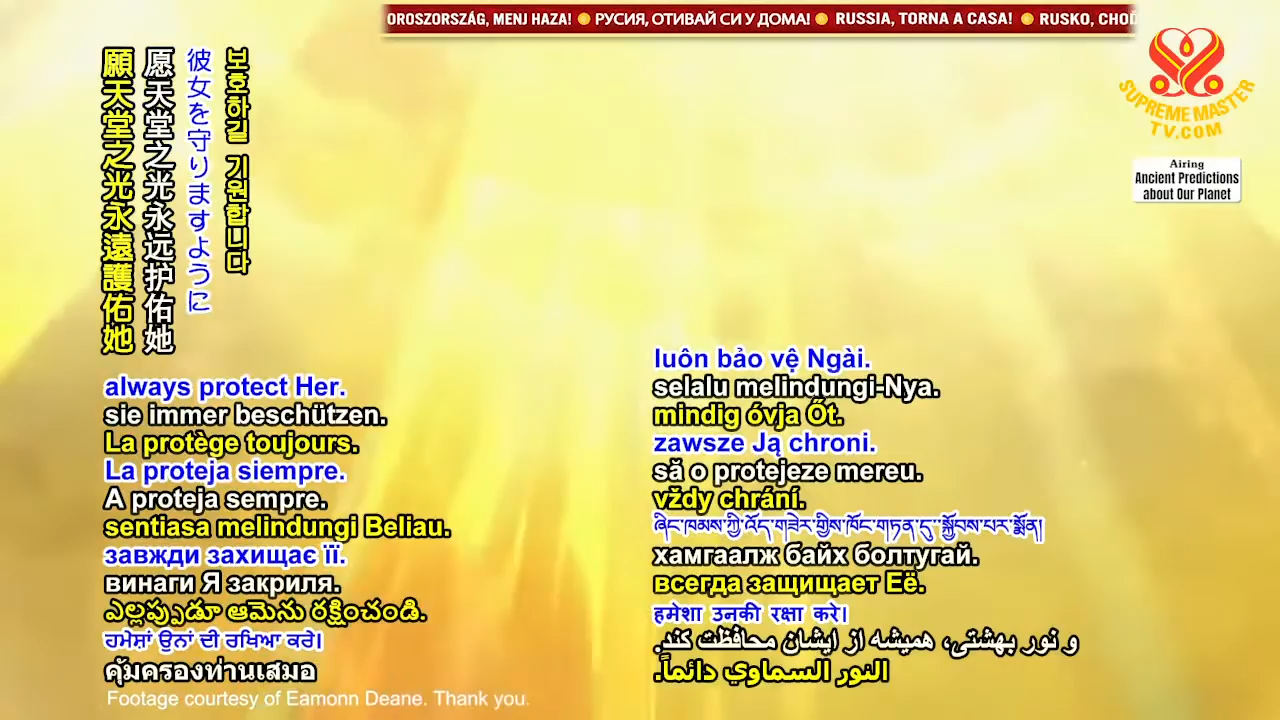 OROSZORSZÁG, MENJ HAZA! РУСИЯ, ОТИВАЙ СИ У ДОМА! RUSSIA, TORNA A CASA! RUSKO, CHOĎ
SUPREME MASTER
TV.COM
Airing
Ancient Predictions
about Our Planet
보호하길 기원합니다
彼女を守りますように
愿天堂之光永远护佑她
願天堂之光永遠護佑她
always protect Her.
sie immer beschützen.
La protège toujours.
La proteja siempre.
A proteja sempre.
sentiasa melindungi Beliau.
завжди захищає її.
винаги Я закриля.
ఎల్లప్పుడూ ఆమెను రక్షించండి.
ਹਮੇਸ਼ਾਂ ਉਨਾਂ ਦੀ ਰਖਿਆ ਕਰੇ।
คุ้มครองท่านเสมอ
luôn bảo vệ Ngài.
selalu melindungi-Nya.
mindig óvja Őt.
zawsze Ją chroni.
să o protejeze mereu.
vždy chrání.
ཞིང་ཁམས་ཀྱི་འོད་གཟེར་གྱིས་ཁོང་གཏན་དུ་སྐྱོབས་པར་སྨོན།
хамгаалж байх болтугай.
всегда защищает Её.
हमेशा उनकी रक्षा करे।
و نور بهشتی، همیشه از ایشان محافظت کند.
النور السماوي دائماً.
Footage courtesy of Eamonn Deane. Thank you.